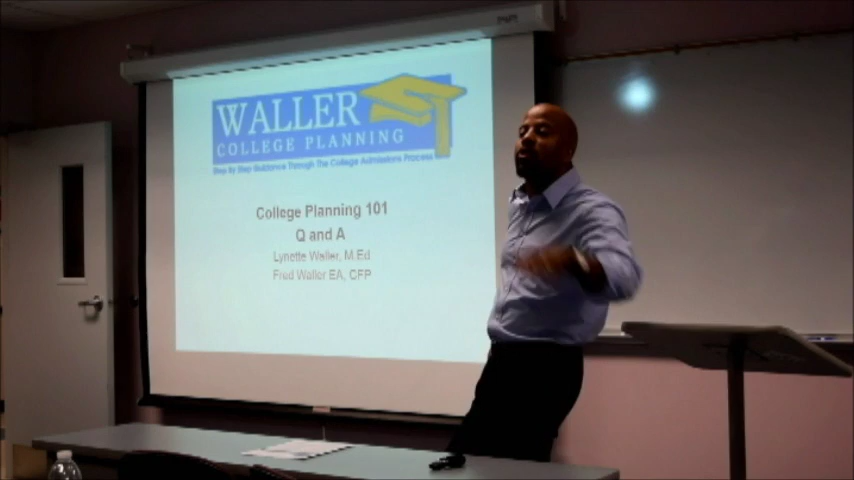 WALLER
COLLEGE PLANNING
Step By Step Guidance Through The College Admissions Process
College Planning 101
Q and A
Lynette Waller, M.Ed
Fred Waller EA, CFP